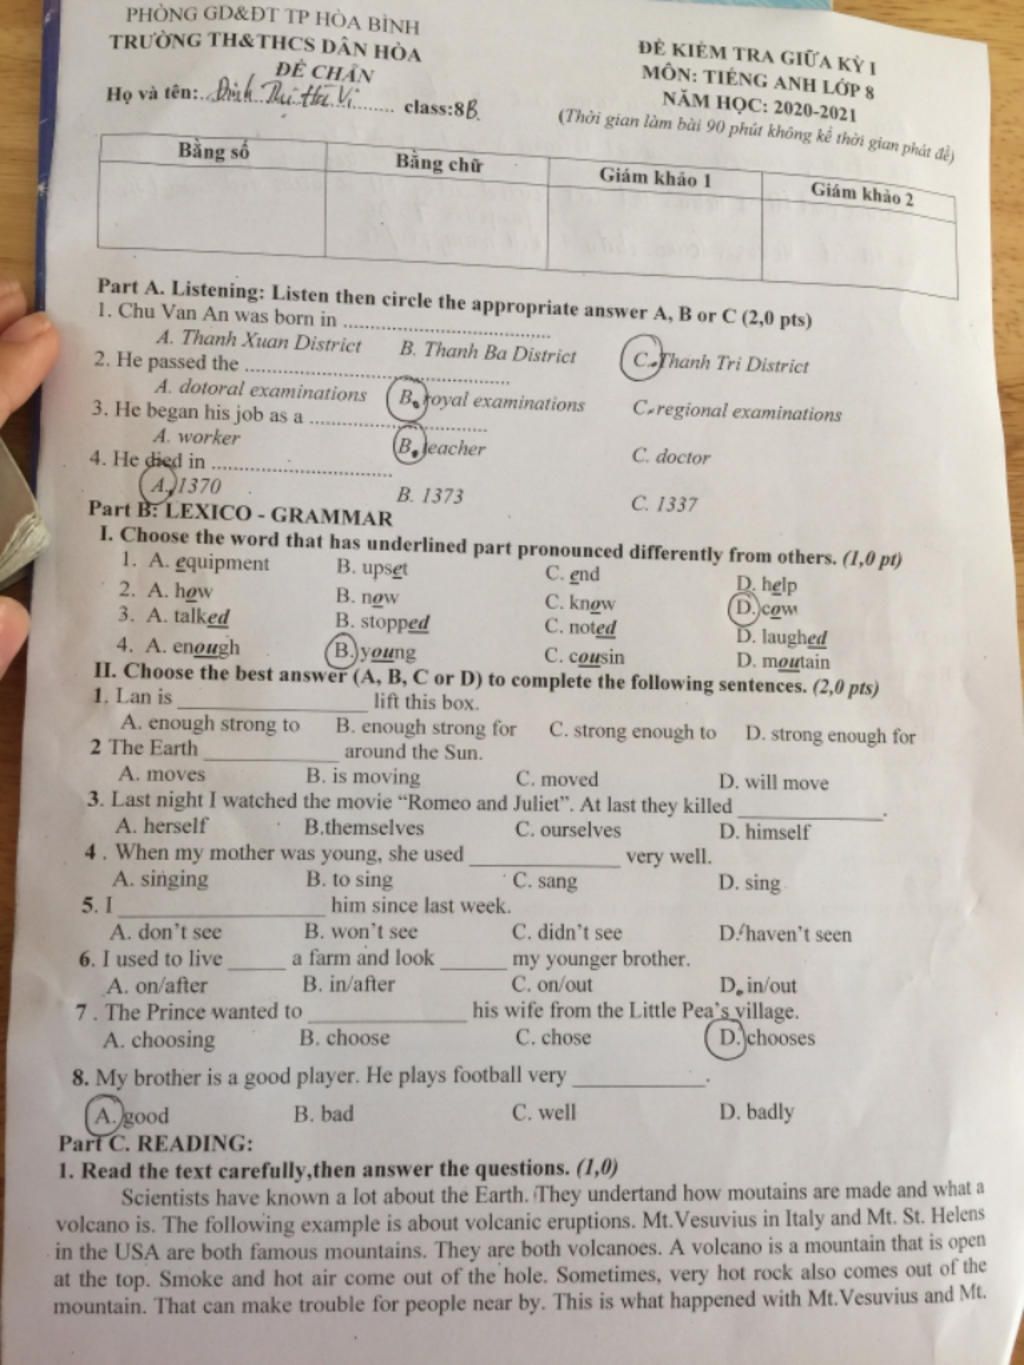 PHÒNG GD&ĐT TP HÒA BÌNH
TRƯỜNG TH&THCS DÂN HÒA
ĐỀ CHẴN
Họ và tên: Đinh Thị Hà Vi class:8B
ĐỀ KIỂM TRA GIỮA KỲ I
MÔN: TIẾNG ANH LỚP 8
NĂM HỌC: 2020-2021
(Thời gian làm bài 90 phút không kể thời gian phát đề)
Bằng số Bằng chữ Giám khảo 1 Giám khảo 2
Part A. Listening: Listen then circle the appropriate answer A, B or C (2,0 pts)
1. Chu Van An was born in ........................................
A. Thanh Xuan District B. Thanh Ba District C. Thanh Tri District
2. He passed the ........................................
A. dotoral examinations B. royal examinations C. regional examinations
3. He began his job as a ........................................
A. worker B. teacher C. doctor
4. He died in ........................................
A. 1370 B. 1373 C. 1337
Part B: LEXICO - GRAMMAR
I. Choose the word that has underlined part pronounced differently from others. (1,0 pt)
1. A. equipment B. upset C. end D. help
2. A. how B. now C. know D. cow
3. A. talked B. stopped C. noted D. laughed
4. A. enough B. young C. cousin D. moutain
II. Choose the best answer (A, B, C or D) to complete the following sentences. (2,0 pts)
1. Lan is ____________________ lift this box.
A. enough strong to B. enough strong for C. strong enough to D. strong enough for
2 The Earth ______________ around the Sun.
A. moves B. is moving C. moved D. will move
3. Last night I watched the movie “Romeo and Juliet”. At last they killed ________________.
A. herself B.themselves C. ourselves D. himself
4 . When my mother was young, she used ________________ very well.
A. singing B. to sing C. sang D. sing
5. I ______________________ him since last week.
A. don’t see B. won’t see C. didn’t see D. haven’t seen
6. I used to live ______ a farm and look _______ my younger brother.
A. on/after B. in/after C. on/out D. in/out
7 . The Prince wanted to _________________ his wife from the Little Pea’s village.
A. choosing B. choose C. chose D. chooses
8. My brother is a good player. He plays football very ______________.
A. good B. bad C. well D. badly
Part C. READING:
1. Read the text carefully,then answer the questions. (1,0)
Scientists have known a lot about the Earth. They undertand how moutains are made and what a
volcano is. The following example is about volcanic eruptions. Mt.Vesuvius in Italy and Mt. St. Helens
in the USA are both famous mountains. They are both volcanoes. A volcano is a mountain that is open
at the top. Smoke and hot air come out of the hole. Sometimes, very hot rock also comes out of the
mountain. That can make trouble for people near by. This is what happened with Mt.Vesuvius and Mt.